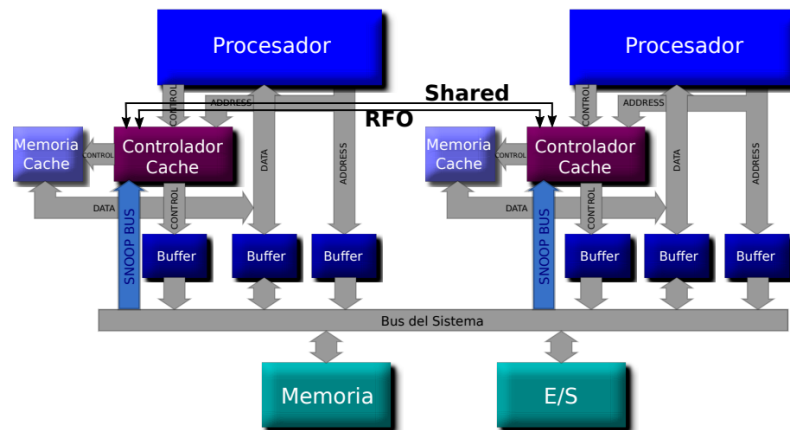 Procesador
Procesador
CONTROL
ADDRESS
Shared
CONTROL
ADDRESS
RFO
Memoria
Cache
CONTROL
Controlador
Cache
DATA
ADDRESS
Memoria
Cache
CONTROL
Controlador
Cache
DATA
ADDRESS
DATA
CONTROL
DATA
CONTROL
SNOOP BUS
SNOOP BUS
Buffer
Buffer
Buffer
Buffer
Buffer
Buffer
Bus del Sistema
Memoria
E/S